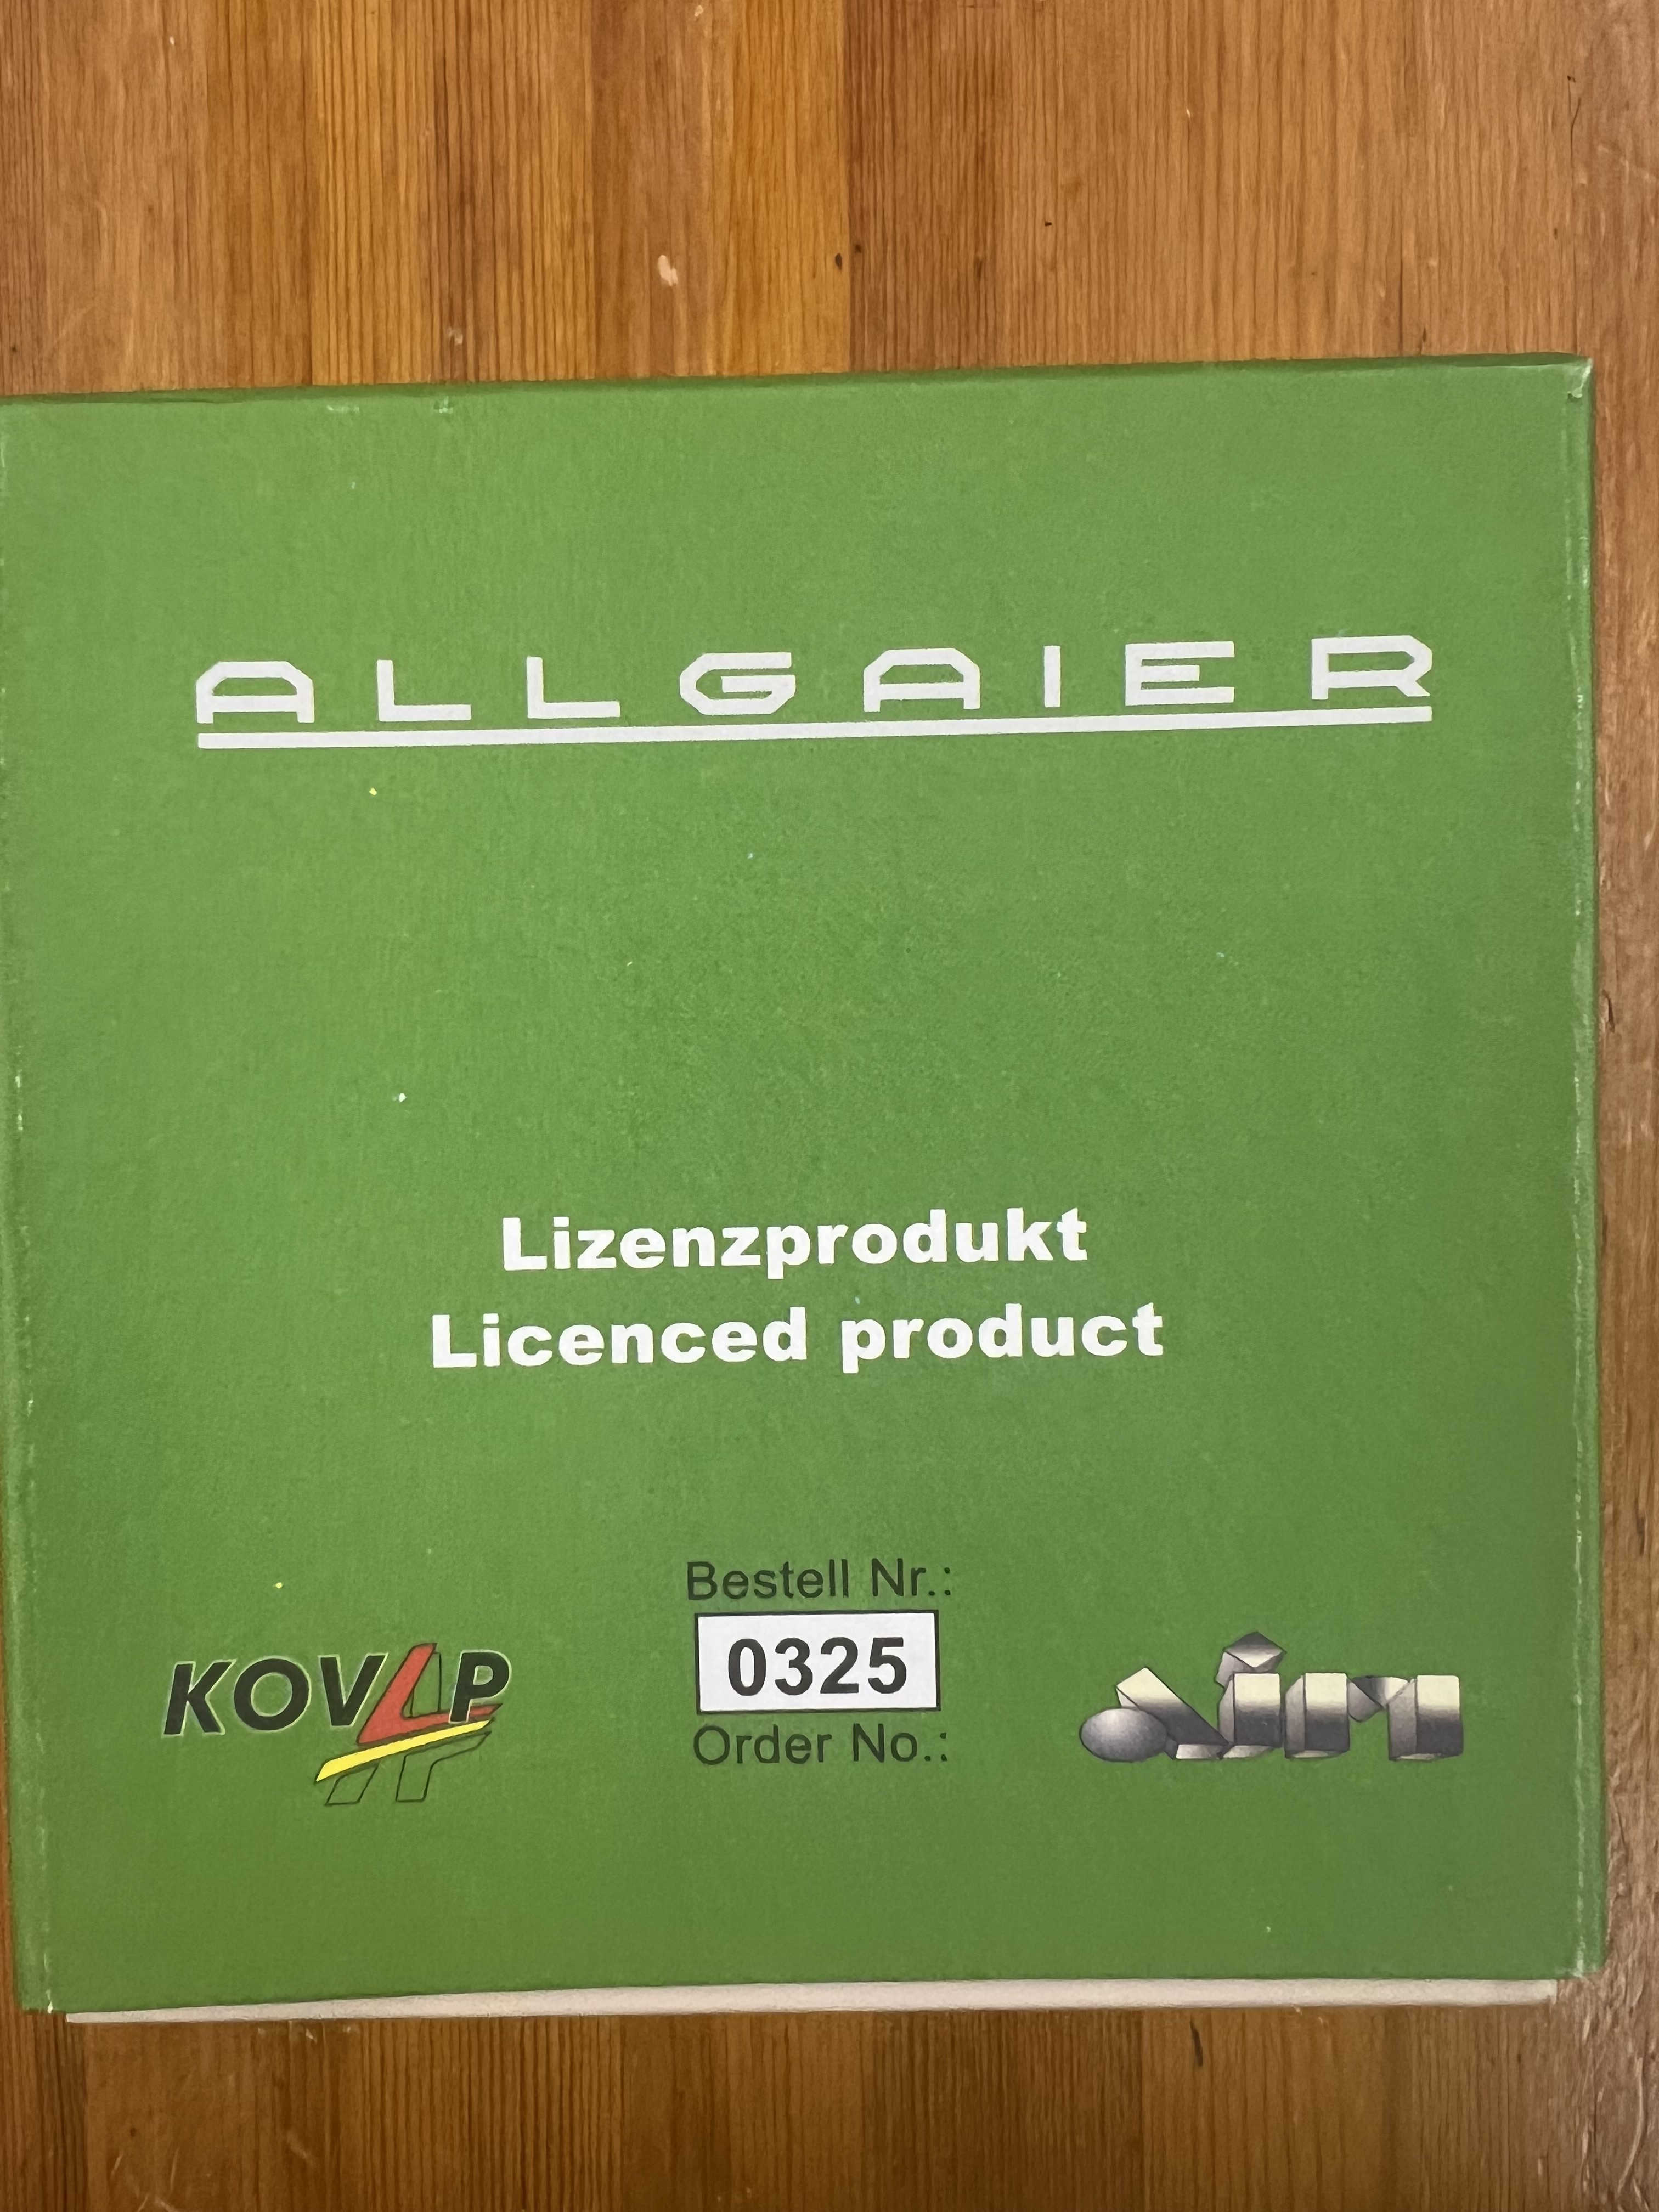 ALLGAIER
Lizenzprodukt
Licenced product
Bestell Nr.:
0325
Order No.:
KOVAP